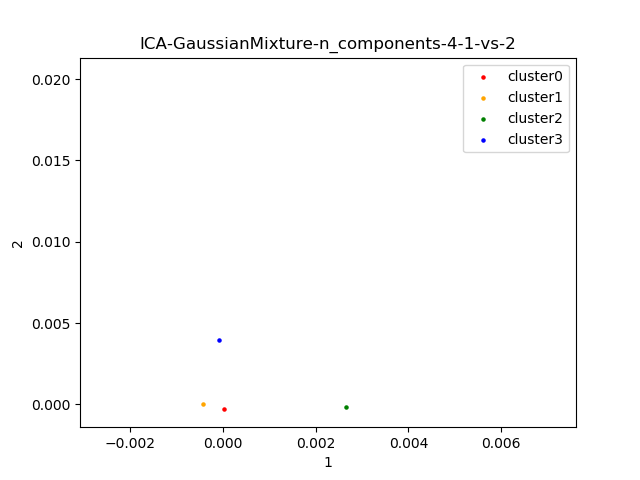 ICA-GaussianMixture-n_components-4-1-vs-2
0.020
0.015
0.010
0.005
0.000
2
cluster0
cluster1
cluster2
cluster3
−0.002 0.000 0.002 0.004 0.006
1